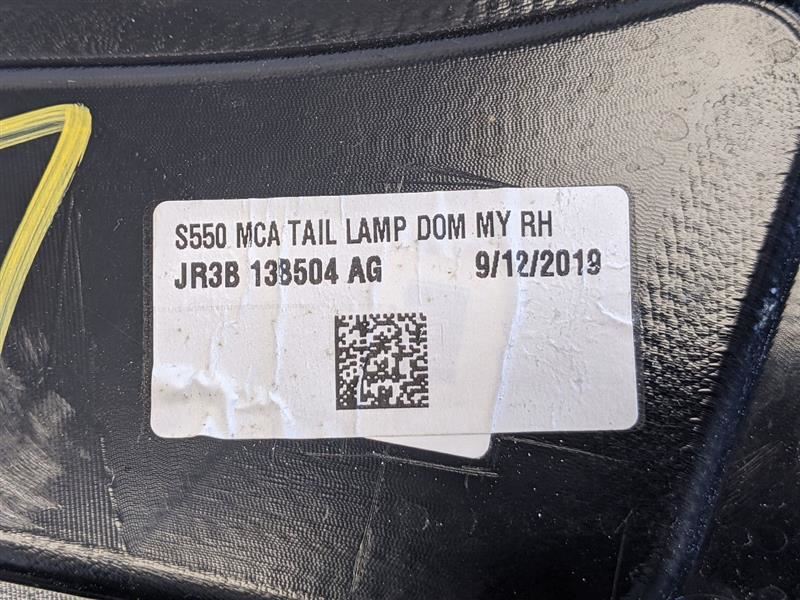 S550 MCA TAIL LAMP DOM MY RH
JR3B 13B504 AG 9/12/2019